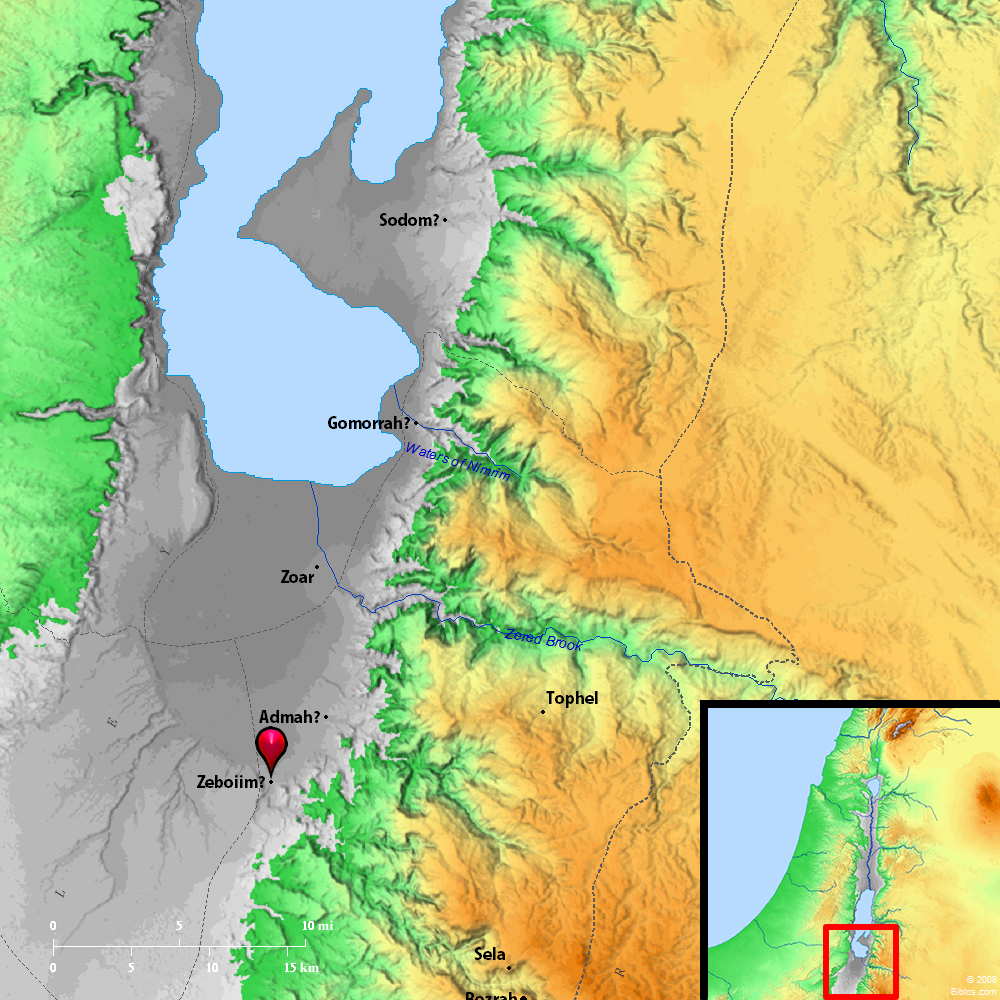 Sodom?
Gomorrah?
Waters of Nimrim
Y
Zoar
Zered Brook
Tophel
Admah?
E
Zeboiim?
L
0 5 10 mi
0 5 10 15 km
Sela
R
Bozrah
© 2008
Biblos.com